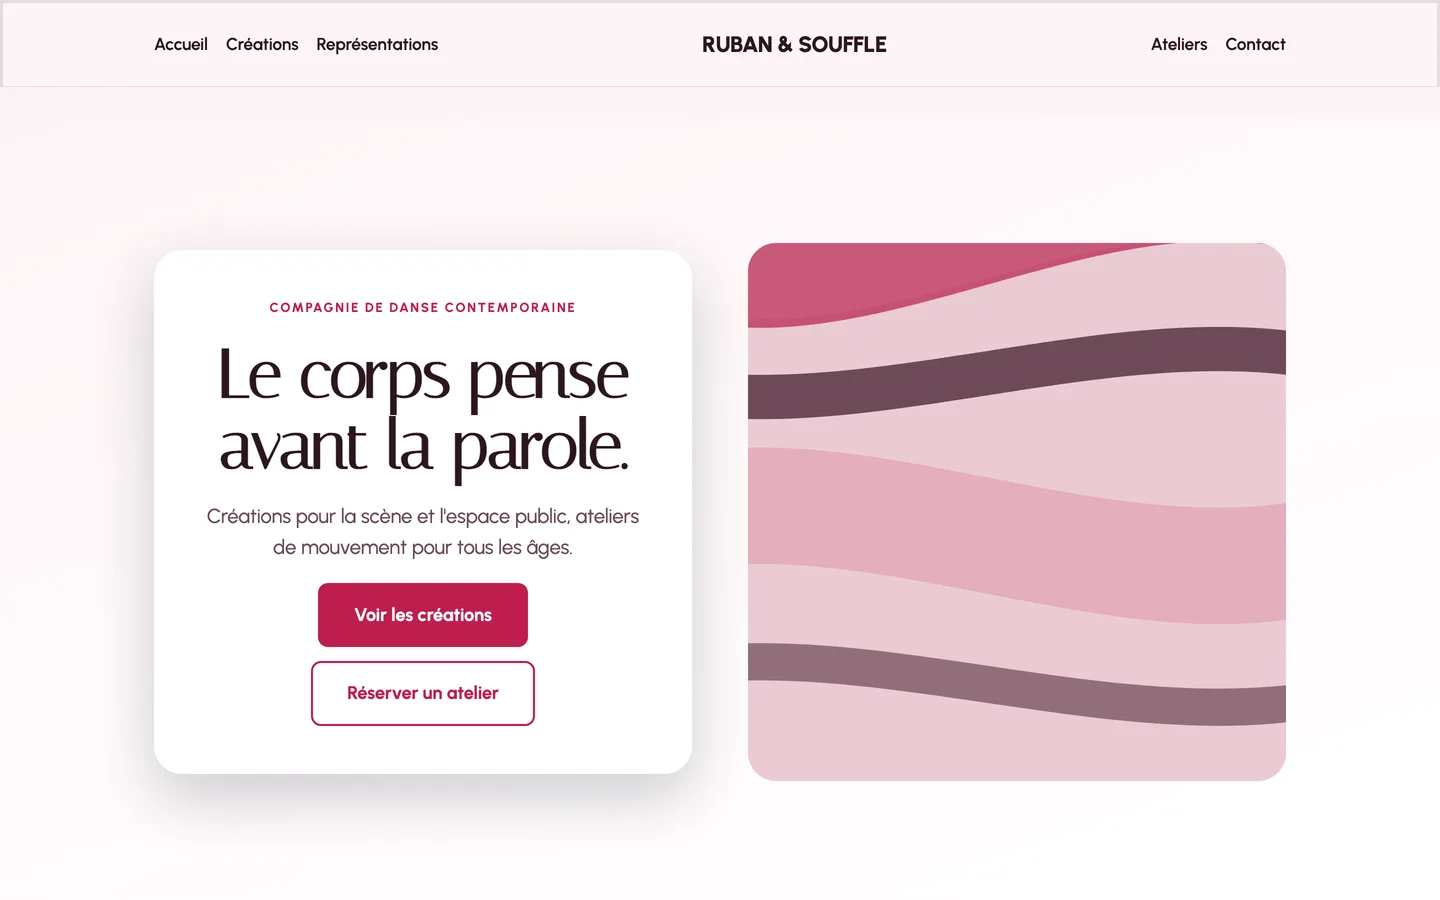 Accueil Créations Représentations RUBAN & SOUFFLE Ateliers Contact
COMPAGNIE DE DANSE CONTEMPORAINE
Le corps pense
avant la parole.
Créations pour la scène et l'espace public, ateliers
de mouvement pour tous les âges.
Voir les créations
Réserver un atelier